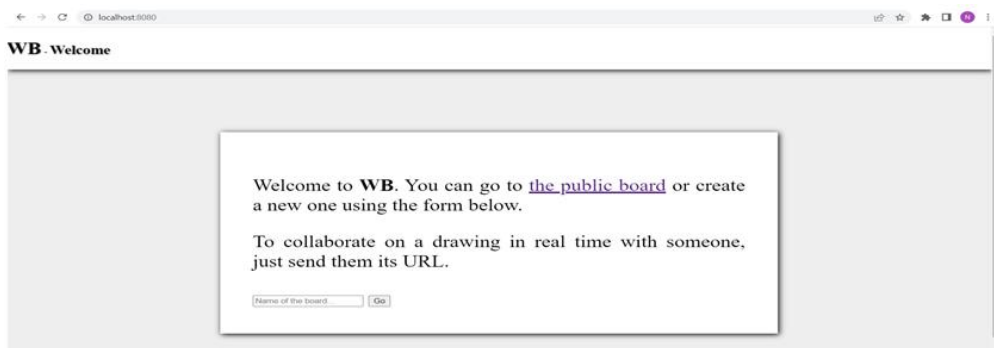 localhost:8080
N
WB - Welcome
Welcome to WB. You can go to the public board or create
a new one using the form below.
To collaborate on a drawing in real time with someone,
just send them its URL.
Name of the board... Go